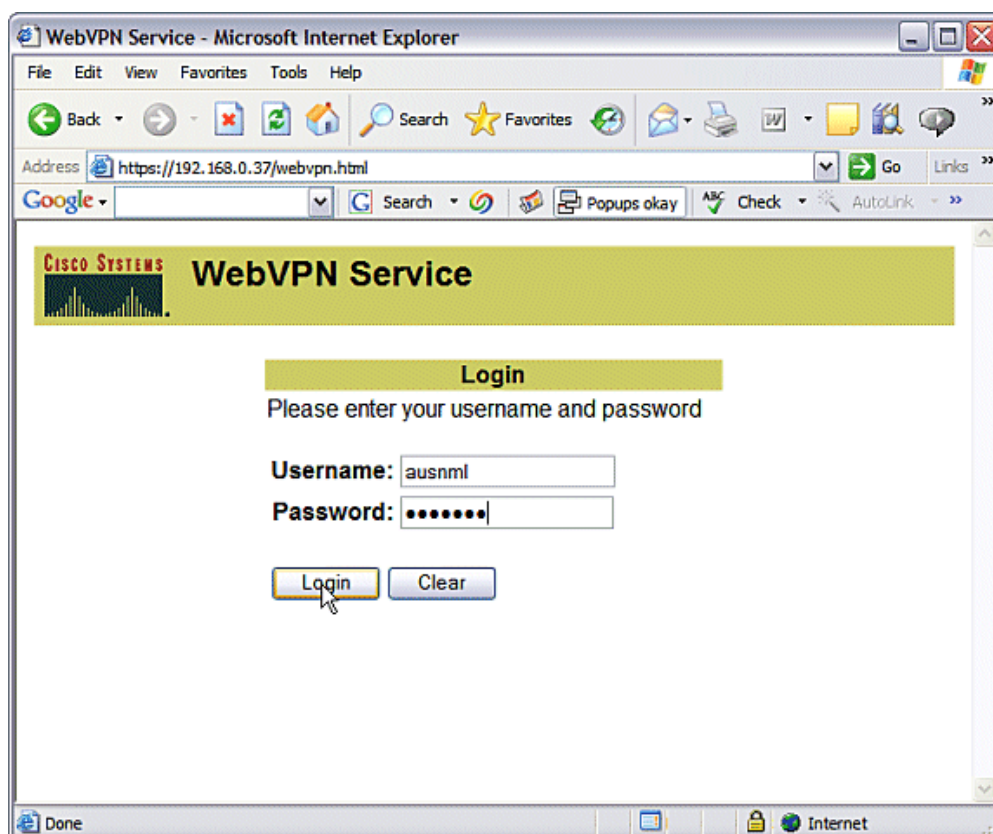 WebVPN Service - Microsoft Internet Explorer
File Edit View Favorites Tools Help
Back Search Favorites W
Address https://192.168.0.37/webvpn.html Go Links
Google G Search Popups okay ABC Check AutoLink
CISCO SYSTEMS
WebVPN Service
Login
Please enter your username and password
Username: ausnml
Password: •••••••
Login Clear
Done Internet